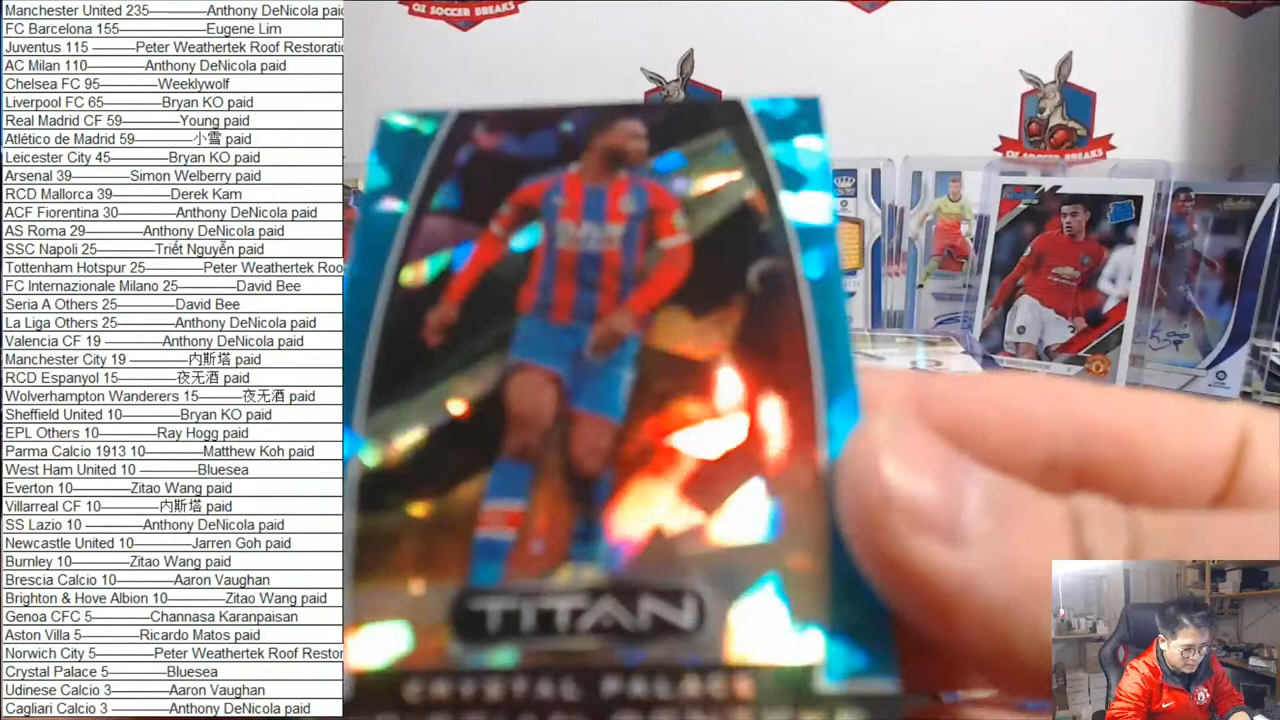 Manchester United 235————Anthony DeNicola paid
FC Barcelona 155————Eugene Lim
Juventus 115 ————Peter Weathertek Roof Restorati
AC Milan 110————Anthony DeNicola paid
Chelsea FC 95————Weeklywolf
Liverpool FC 65————Bryan KO paid
Real Madrid CF 59————Young paid
Atlético de Madrid 59————小雪 paid
Leicester City 45————Bryan KO paid
Arsenal 39————Simon Welberry paid
RCD Mallorca 39————Derek Kam
ACF Fiorentina 30————Anthony DeNicola paid
AS Roma 29————Anthony DeNicola paid
SSC Napoli 25————Triết Nguyễn paid
Tottenham Hotspur 25————Peter Weathertek Roo
FC Internazionale Milano 25————David Bee
Seria A Others 25————David Bee
La Liga Others 25————Anthony DeNicola paid
Valencia CF 19 ————Anthony DeNicola paid
Manchester City 19 ————内斯塔 paid
RCD Espanyol 15————夜无酒 paid
Wolverhampton Wanderers 15————夜无酒 paid
Sheffield United 10————Bryan KO paid
EPL Others 10————Ray Hogg paid
Parma Calcio 1913 10————Matthew Koh paid
West Ham United 10 ————Bluesea
Everton 10————Zitao Wang paid
Villarreal CF 10————内斯塔 paid
SS Lazio 10 ————Anthony DeNicola paid
Newcastle United 10————Jarren Goh paid
Burnley 10————Zitao Wang paid
Brescia Calcio 10————Aaron Vaughan
Brighton & Hove Albion 10————Zitao Wang paid
Genoa CFC 5————Channasa Karanpaisan
Aston Villa 5————Ricardo Matos paid
Norwich City 5————Peter Weathertek Roof Restor
Crystal Palace 5————Bluesea
Udinese Calcio 3————Aaron Vaughan
Cagliari Calcio 3————Anthony DeNicola paid
OZ SOCCER BREAKS
OZ SOCCER BREAKS
TITAN
CRYSTAL PALACE